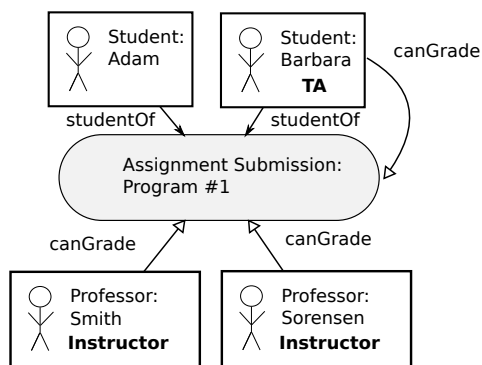 Student:
Adam
Student:
Barbara
TA
canGrade
studentOf
studentOf
Assignment Submission:
Program #1
canGrade
canGrade
Professor:
Smith
Instructor
Professor:
Sorensen
Instructor